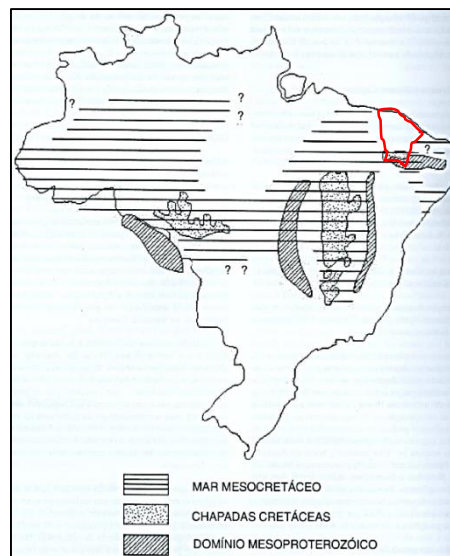 ?
?
?
?
? ?
MAR MESOCRETÁCEO
CHAPADAS CRETÁCEAS
DOMÍNIO MESOPROTEROZÓICO